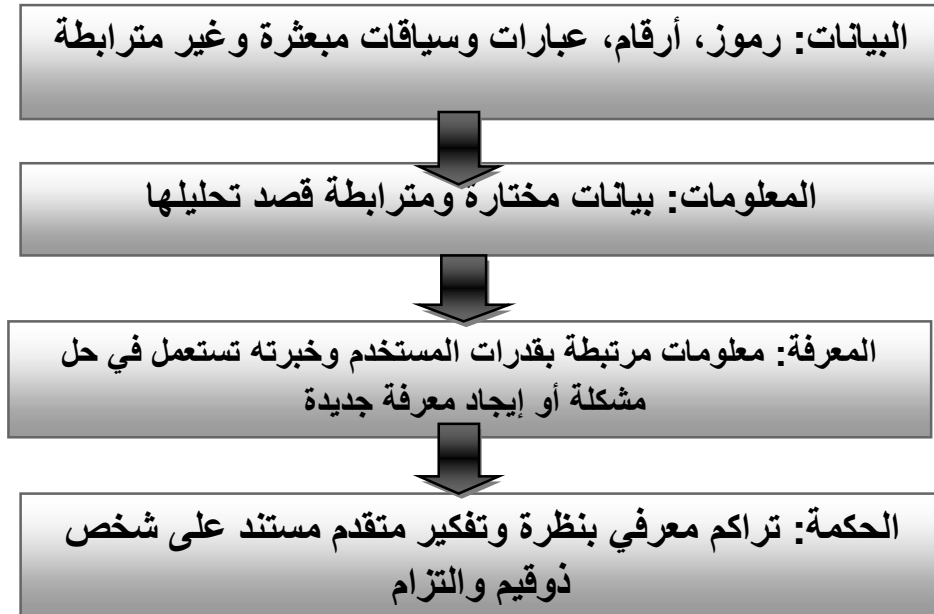 البيانات: رموز، أرقام، عبارات وسياقات مبعثرة وغير مترابطة
المعلومات: بيانات مختارة ومترابطة قصد تحليلها
المعرفة: معلومات مرتبطة بقدرات المستخدم وخبرته تستعمل في حل
مشكلة أو إيجاد معرفة جديدة
الحكمة: تراكم معرفي بنظرة وتفكير متقدم مستند على شخص
ذوقيم والتزام